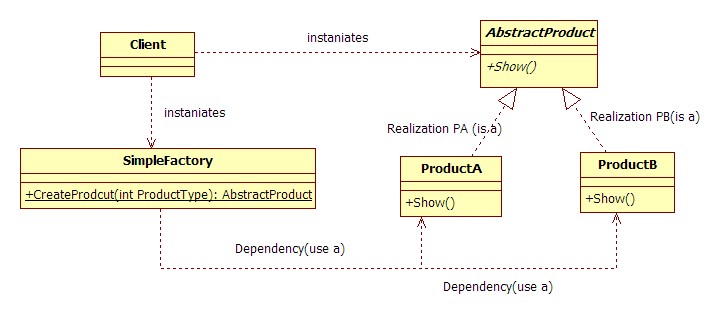 Client
instaniates
AbstractProduct
+Show()
instaniates
Realization PA (is a)
Realization PB(is a)
SimpleFactory
+CreateProdcut(int ProductType): AbstractProduct
ProductA
+Show()
ProductB
+Show()
Dependency(use a)
Dependency(use a)